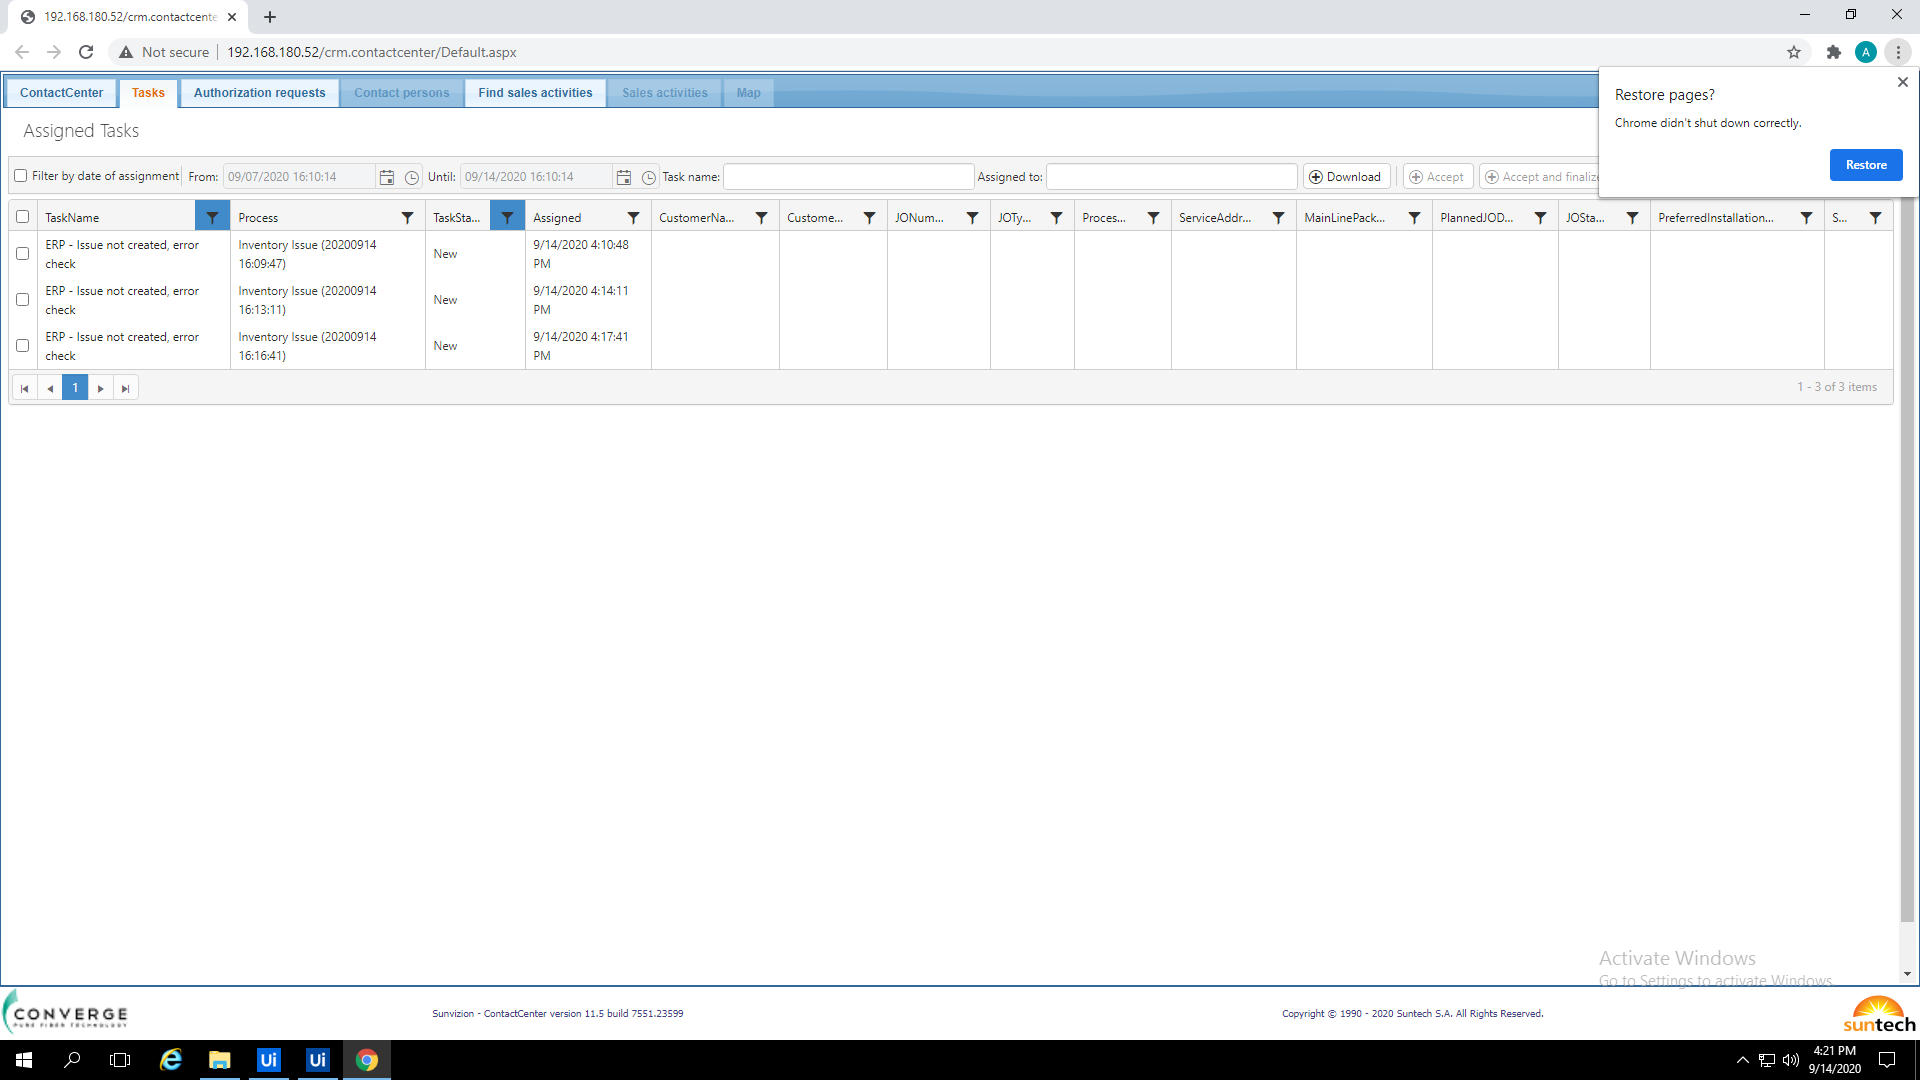 192.168.180.52/crm.contactcente
Not secure
192.168.180.52/crm.contactcenter/Default.aspx
A
ContactCenter
Tasks
Authorization requests
Contact persons
Find sales activities
Sales activities
Map
Restore pages?
Chrome didn't shut down correctly.
Restore
Assigned Tasks
Filter by date of assignment
From:
09/07/2020 16:10:14
Until:
09/14/2020 16:10:14
Task name:
Assigned to:
Download
Accept
Accept and finalize
TaskName
Process
TaskSta...
Assigned
CustomerNa...
Custome...
JONum...
JOTy...
Proces...
ServiceAddr...
MainLinePack...
PlannedJOD...
JOSta...
PreferredInstallation...
S...
ERP - Issue not created, error
check
Inventory Issue (20200914
16:09:47)
New
9/14/2020 4:10:48
PM
ERP - Issue not created, error
check
Inventory Issue (20200914
16:13:11)
New
9/14/2020 4:14:11
PM
ERP - Issue not created, error
check
Inventory Issue (20200914
16:16:41)
New
9/14/2020 4:17:41
PM
1
1 - 3 of 3 items
Activate Windows
Go to Settings to activate Windows.
CONVERGE
PURE FIBER TECHNOLOGY
Sunvizion - ContactCenter version 11.5 build 7551.23599
Copyright © 1990 - 2020 Suntech S.A. All Rights Reserved.
suntech
Ui
Ui
4:21 PM
9/14/2020